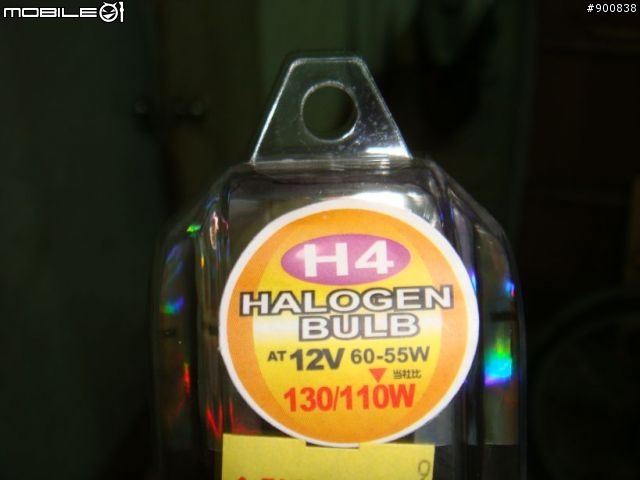 MOBILE01
#900838
H4
HALOGEN
BULB
AT 12V 60-55W
当社比
130/110W